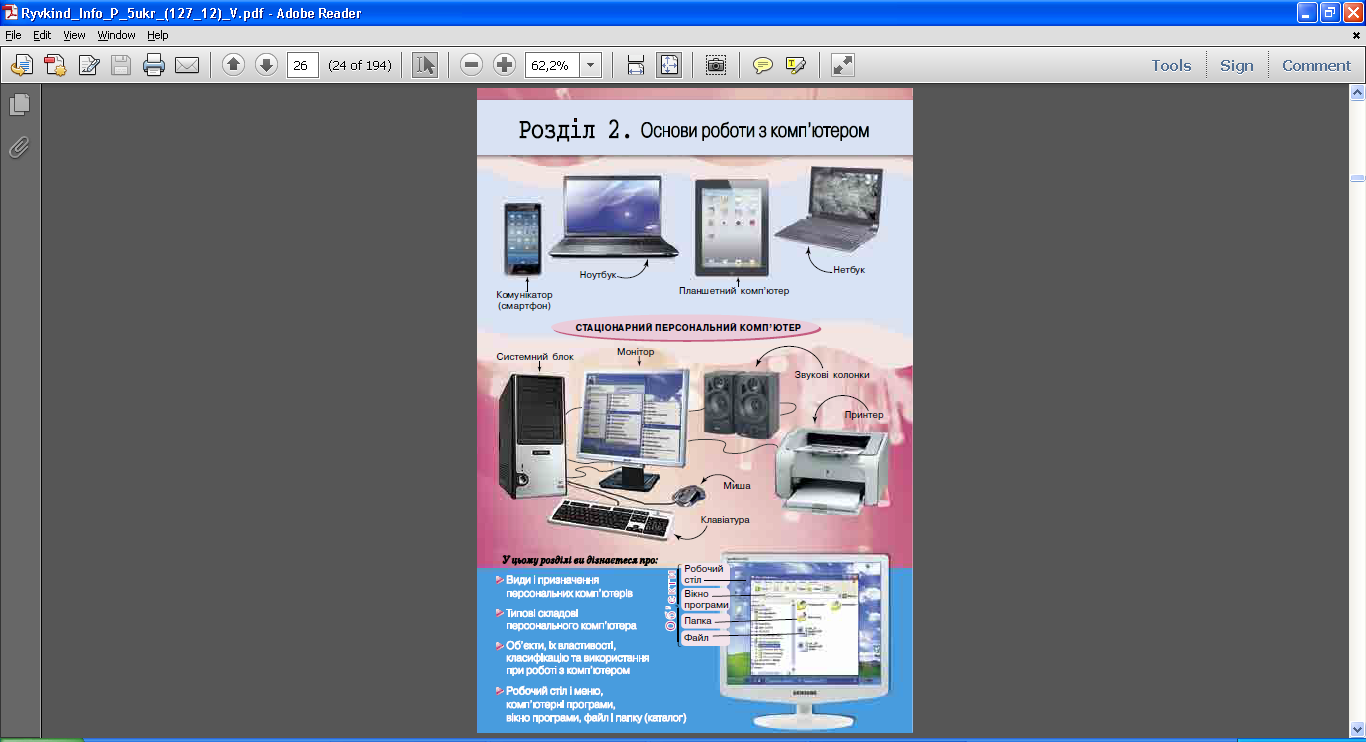 Ryvkind_Info_P_5ukr_(127_12)_V.pdf - Adobe Reader
File Edit View Window Help
26 (24 of 194) 62,2% Tools Sign Comment
Розділ 2. Основи роботи з комп'ютером
Ноутбук
Нетбук
Комунікатор
(смартфон)
Планшетний комп'ютер
СТАЦІОНАРНИЙ ПЕРСОНАЛЬНИЙ КОМП'ЮТЕР
Системний блок
Монітор
Звукові колонки
Принтер
Миша
Клавіатура
У цьому розділі ви дізнаєтеся про:
Види і призначення
персональних комп'ютерів
Типові складові
персонального комп'ютера
Об'єкти, їх властивості,
класифікацію та використання
при роботі з комп'ютером
Робочий стіл і меню,
комп'ютерні програми,
вікно програми, файл і папку (каталог)
Об'єкти
Робочий
стіл
Вікно
програми
Папка
Файл
SAMSUNG